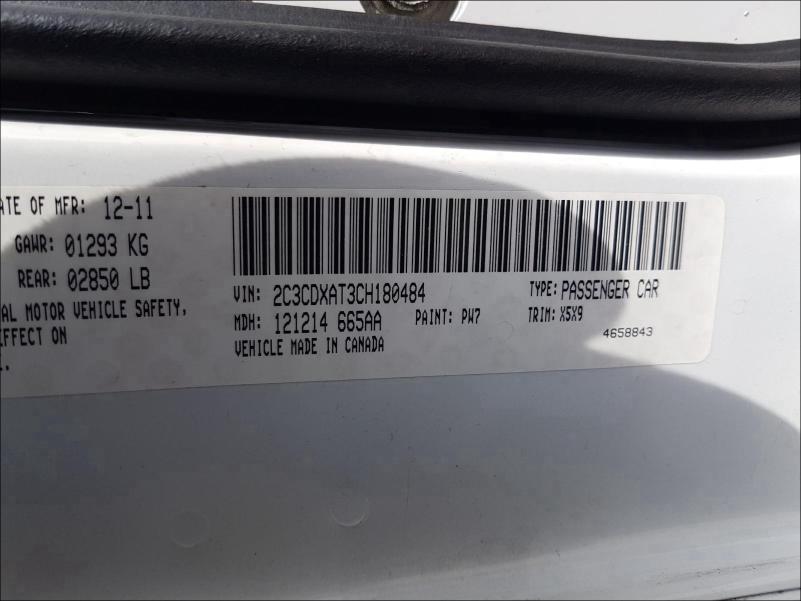 ATE OF MFR: 12-11
GAWR: 01293 KG
REAR: 02850 LB
AL MOTOR VEHICLE SAFETY,
EFFECT ON
VIN: 2C3CDXAT3CH180484 TYPE: PASSENGER CAR
MDH: 121214 665AA PAINT: PW7 TRIM: X5X9
VEHICLE MADE IN CANADA 4658843